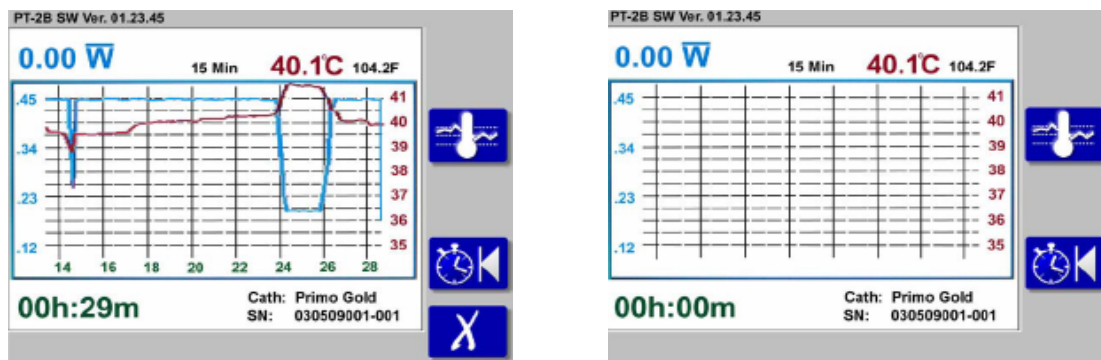 PT-2B SW Ver. 01.23.45
0.00 W
15 Min
40.1°C 104.2F
.45
.34
.23
.12
41
40
39
38
37
36
35
14 16 18 20 22 24 26 28
00h:29m
Cath: Primo Gold
SN: 030509001-001
X
PT-2B SW Ver. 01.23.45
0.00 W
15 Min
40.1°C 104.2F
.45
.34
.23
.12
41
40
39
38
37
36
35
00h:00m
Cath: Primo Gold
SN: 030509001-001